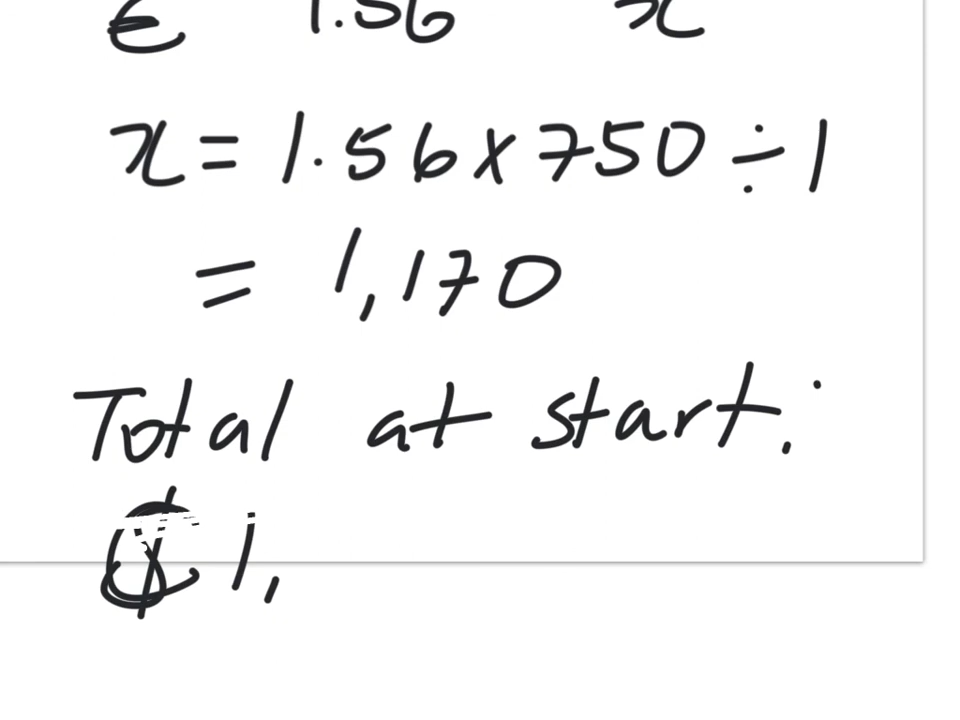 € 1.56 x
x = 1.56 x 750 ÷ 1
= 1,170
Total at start:
1,